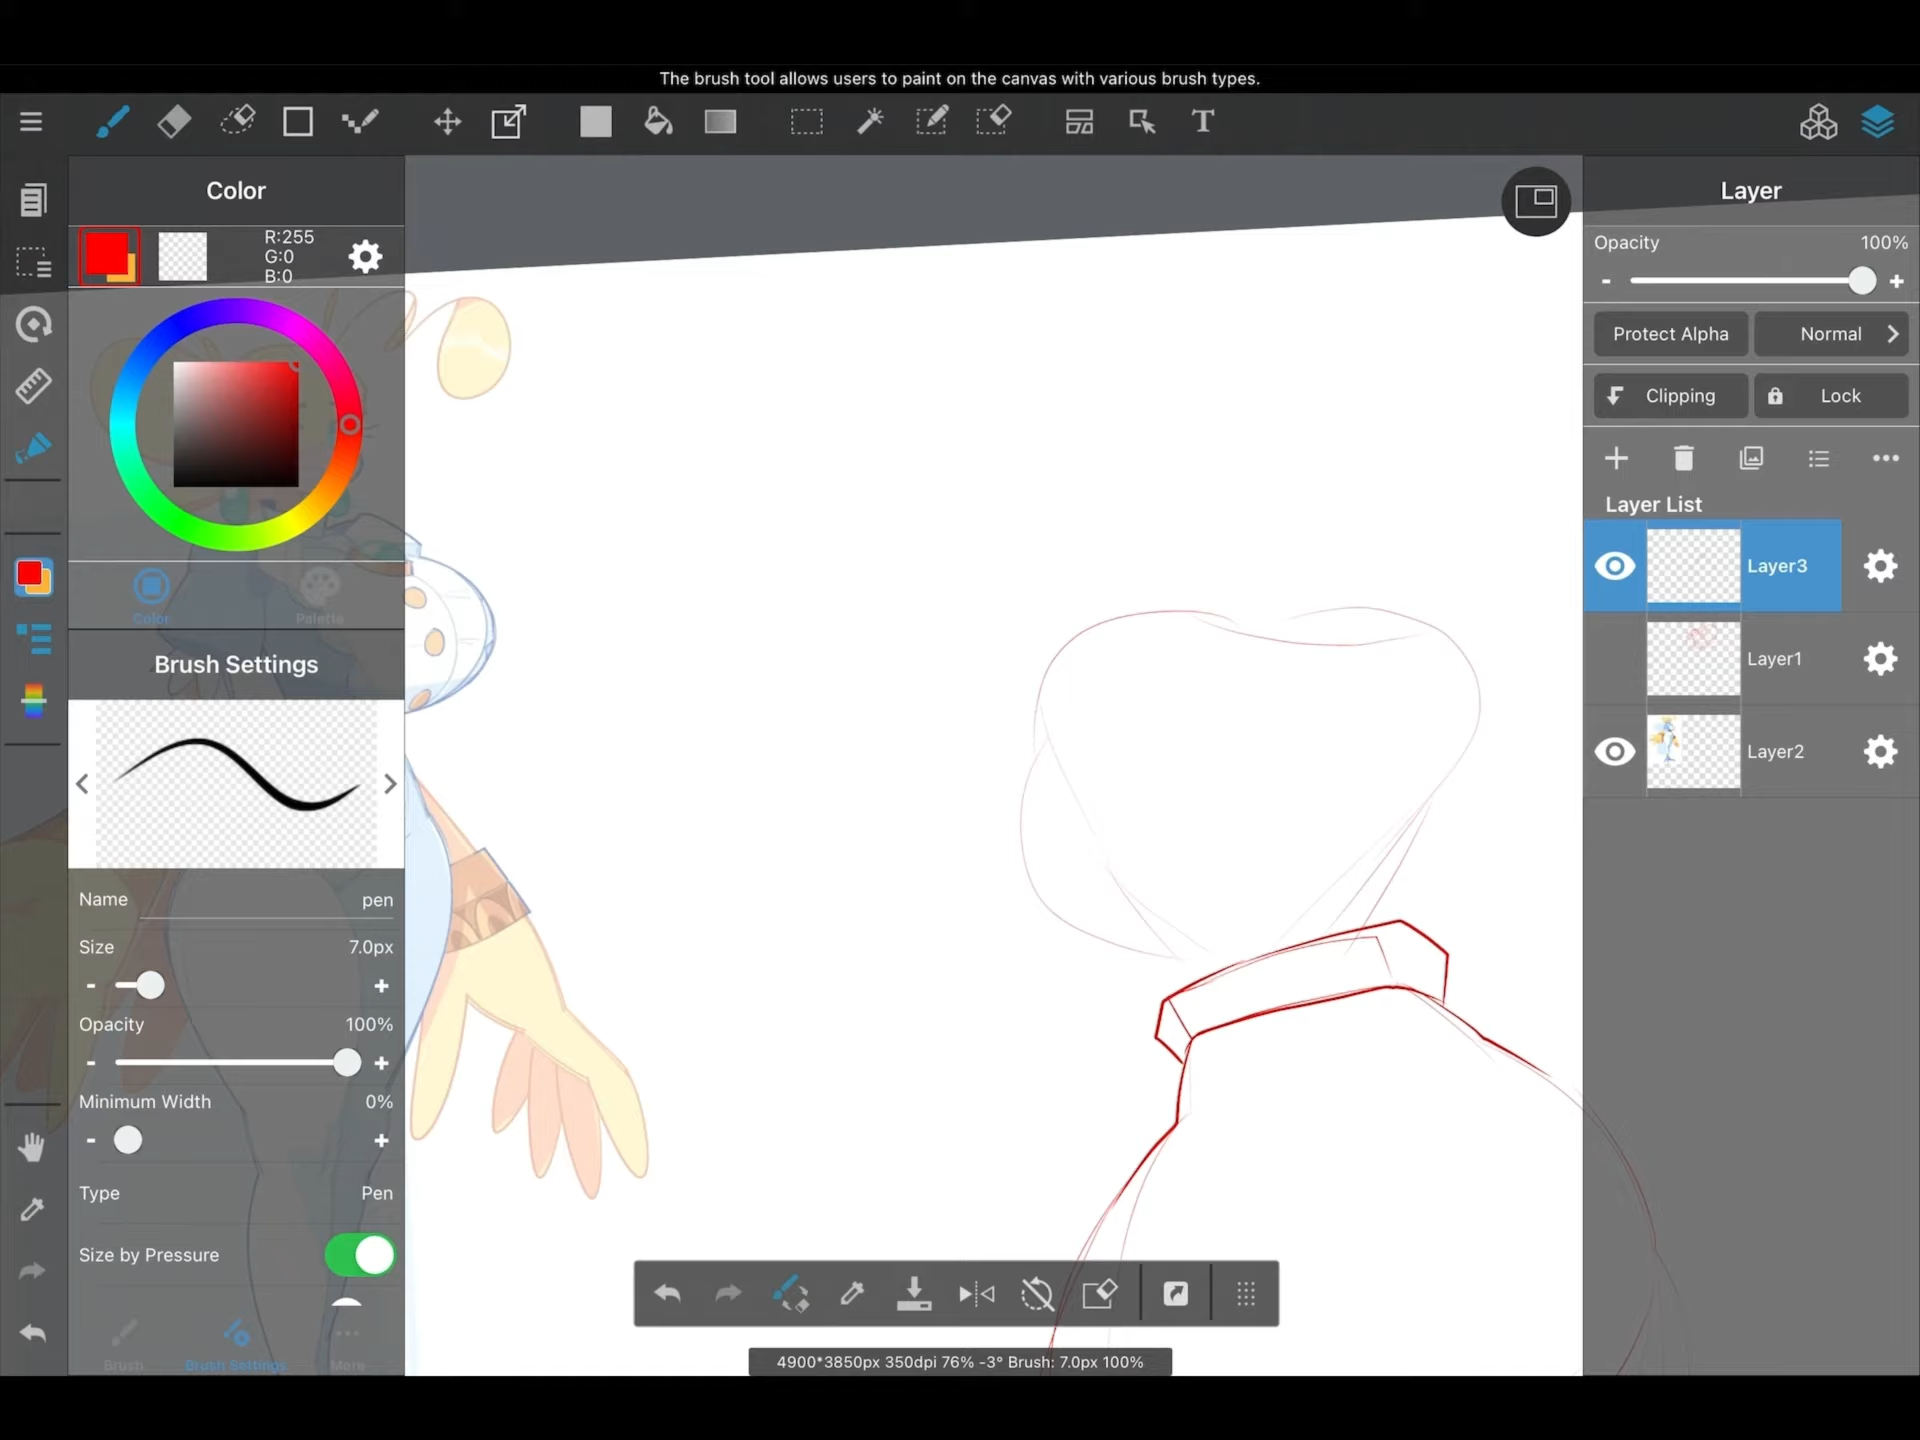 The brush tool allows users to paint on the canvas with various brush types.
T
Color
R:255
G:0
B:0
Color
Palette
Brush Settings
Name pen
Size 7.0px
- +
Opacity 100%
- +
Minimum Width 0%
- +
Type Pen
Size by Pressure
Brush
Brush Settings
More
4900*3850px 350dpi 76% -3° Brush: 7.0px 100%
Layer
Opacity 100%
- +
Protect Alpha
Normal
Clipping
Lock
Layer List
Layer3
Layer1
Layer2